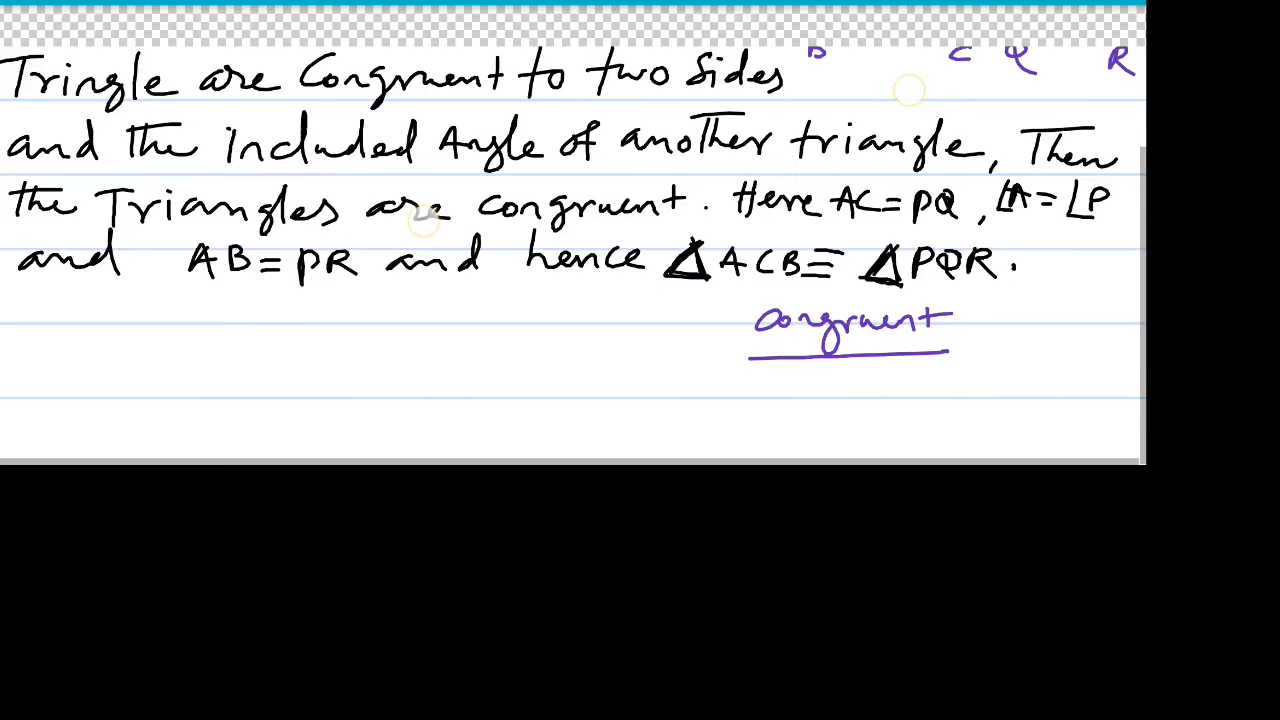 B C Q R
Tringle are Congruent to two Sides
and the included Angle of another triangle, Then
the Triangles are congruent. Here AC = PQ, ∠A = ∠P
and AB = PR and hence ΔACB ≡ ΔPQR.
congruent